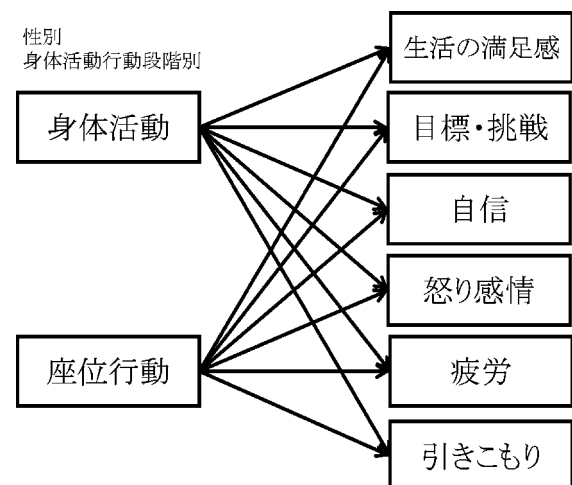 性別
身体活動行動段階別
身体活動
座位行動
生活の満足感
目標・挑戦
自信
怒り感情
疲労
引きこもり